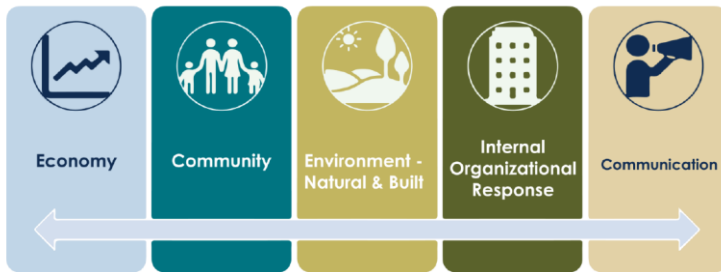 Economy
Community
Environment -
Natural & Built
Internal
Organizational
Response
Communication